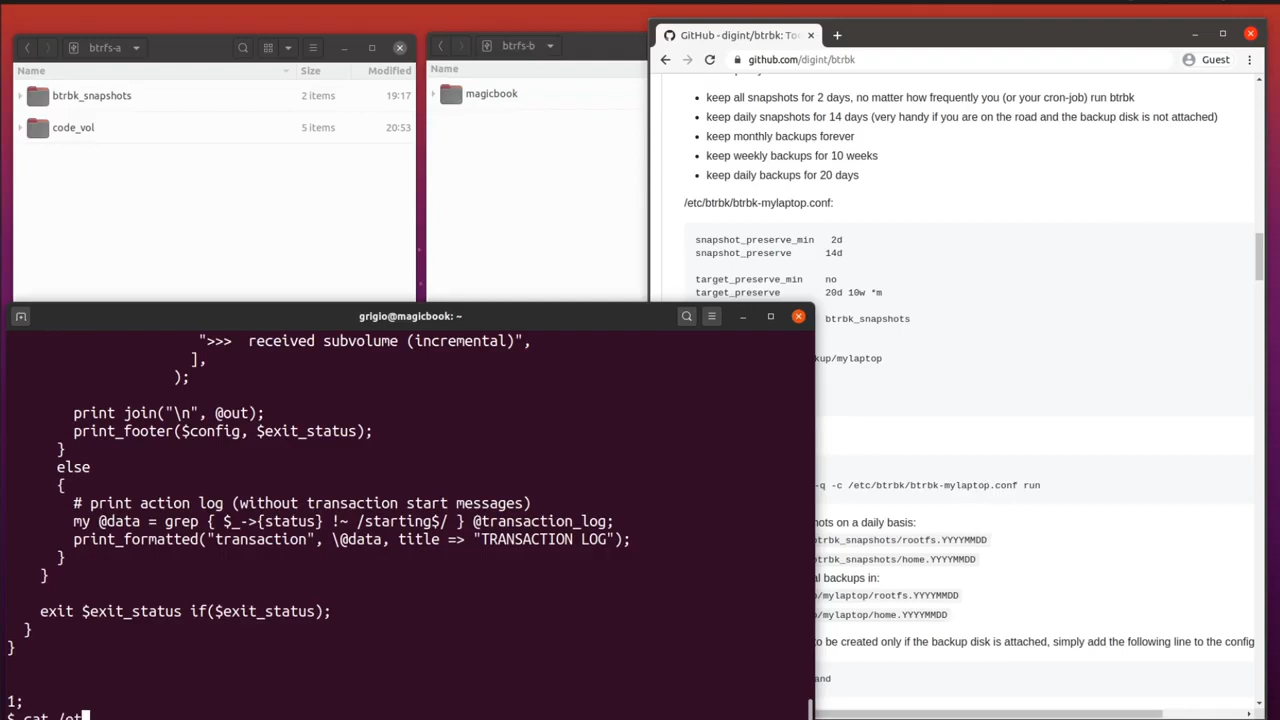 btrfs-a
Name Size Modified
btrbk_snapshots 2 items 19:17
code_vol 5 items 20:53
btrfs-b
Name
magicbook
GitHub - digint/btrbk: Too
github.com/digint/btrbk
Guest
keep all snapshots for 2 days, no matter how frequently you (or your cron-job) run btrbk
keep daily snapshots for 14 days (very handy if you are on the road and the backup disk is not attached)
keep monthly backups forever
keep weekly backups for 10 weeks
keep daily backups for 20 days
/etc/btrbk/btrbk-mylaptop.conf:
snapshot_preserve_min 2d
snapshot_preserve 14d
target_preserve_min no
target_preserve 20d 10w *m
btrbk_snapshots
kup/mylaptop
-q -c /etc/btrbk/btrbk-mylaptop.conf run
hots on a daily basis:
btrbk_snapshots/rootfs.YYYYMMDD
btrbk_snapshots/home.YYYYMMDD
al backups in:
p/mylaptop/rootfs.YYYYMMDD
p/mylaptop/home.YYYYMMDD
to be created only if the backup disk is attached, simply add the following line to the config
and
grigio@magicbook: ~
">>> received subvolume (incremental)",
],
);
print join("\n", @out);
print_footer($config, $exit_status);
}
else
{
# print action log (without transaction start messages)
my @data = grep { $_->{status} !~ /starting$/ } @transaction_log;
print_formatted("transaction", \@data, title => "TRANSACTION LOG");
}
}
exit $exit_status if($exit_status);
}
}
1;
$ cat /et